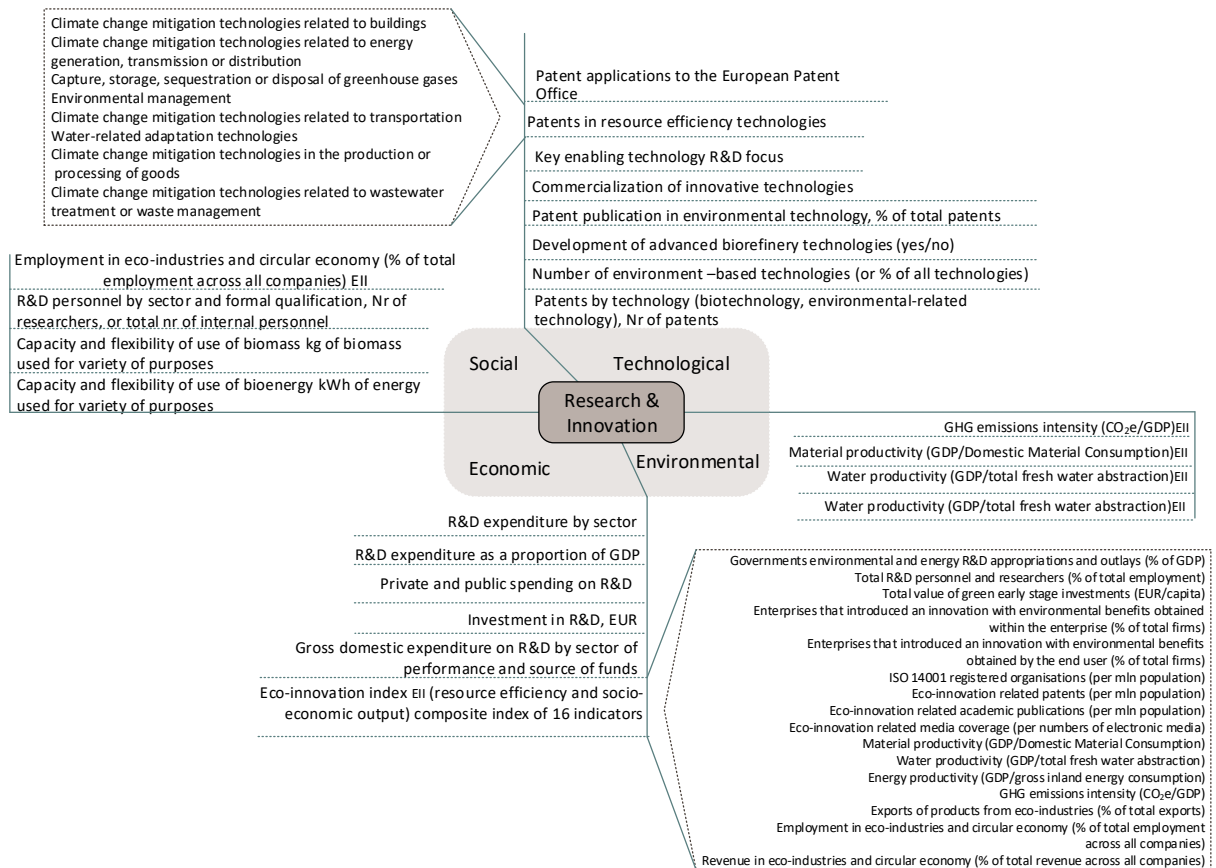 Climate change mitigation technologies related to buildings
Climate change mitigation technologies related to energy
generation, transmission or distribution
Capture, storage, sequestration or disposal of greenhouse gases
Environmental management
Climate change mitigation technologies related to transportation
Water-related adaptation technologies
Climate change mitigation technologies in the production or
processing of goods
Climate change mitigation technologies related to wastewater
treatment or waste management
Patent applications to the European Patent
Office
Patents in resource efficiency technologies
Key enabling technology R&D focus
Commercialization of innovative technologies
Patent publication in environmental technology, % of total patents
Development of advanced biorefinery technologies (yes/no)
Number of environment –based technologies (or % of all technologies)
Patents by technology (biotechnology, environmental-related
technology), Nr of patents
Employment in eco-industries and circular economy (% of total
employment across all companies) EII
R&D personnel by sector and formal qualification, Nr of
researchers, or total nr of internal personnel
Capacity and flexibility of use of biomass kg of biomass
used for variety of purposes
Capacity and flexibility of use of bioenergy kWh of energy
used for variety of purposes
Social
Technological
Research &
Innovation
Economic
Environmental
GHG emissions intensity (CO₂e/GDP)EII
Material productivity (GDP/Domestic Material Consumption)EII
Water productivity (GDP/total fresh water abstraction)EII
Water productivity (GDP/total fresh water abstraction)EII
R&D expenditure by sector
R&D expenditure as a proportion of GDP
Private and public spending on R&D
Investment in R&D, EUR
Gross domestic expenditure on R&D by sector of
performance and source of funds
Eco-innovation index EII (resource efficiency and socio-
economic output) composite index of 16 indicators
Governments environmental and energy R&D appropriations and outlays (% of GDP)
Total R&D personnel and researchers (% of total employment)
Total value of green early stage investments (EUR/capita)
Enterprises that introduced an innovation with environmental benefits obtained
within the enterprise (% of total firms)
Enterprises that introduced an innovation with environmental benefits
obtained by the end user (% of total firms)
ISO 14001 registered organisations (per mln population)
Eco-innovation related patents (per mln population)
Eco-innovation related academic publications (per mln population)
Eco-innovation related media coverage (per numbers of electronic media)
Material productivity (GDP/Domestic Material Consumption)
Water productivity (GDP/total fresh water abstraction)
Energy productivity (GDP/gross inland energy consumption)
GHG emissions intensity (CO₂e/GDP)
Exports of products from eco-industries (% of total exports)
Employment in eco-industries and circular economy (% of total employment
across all companies)
Revenue in eco-industries and circular economy (% of total revenue across all companies)